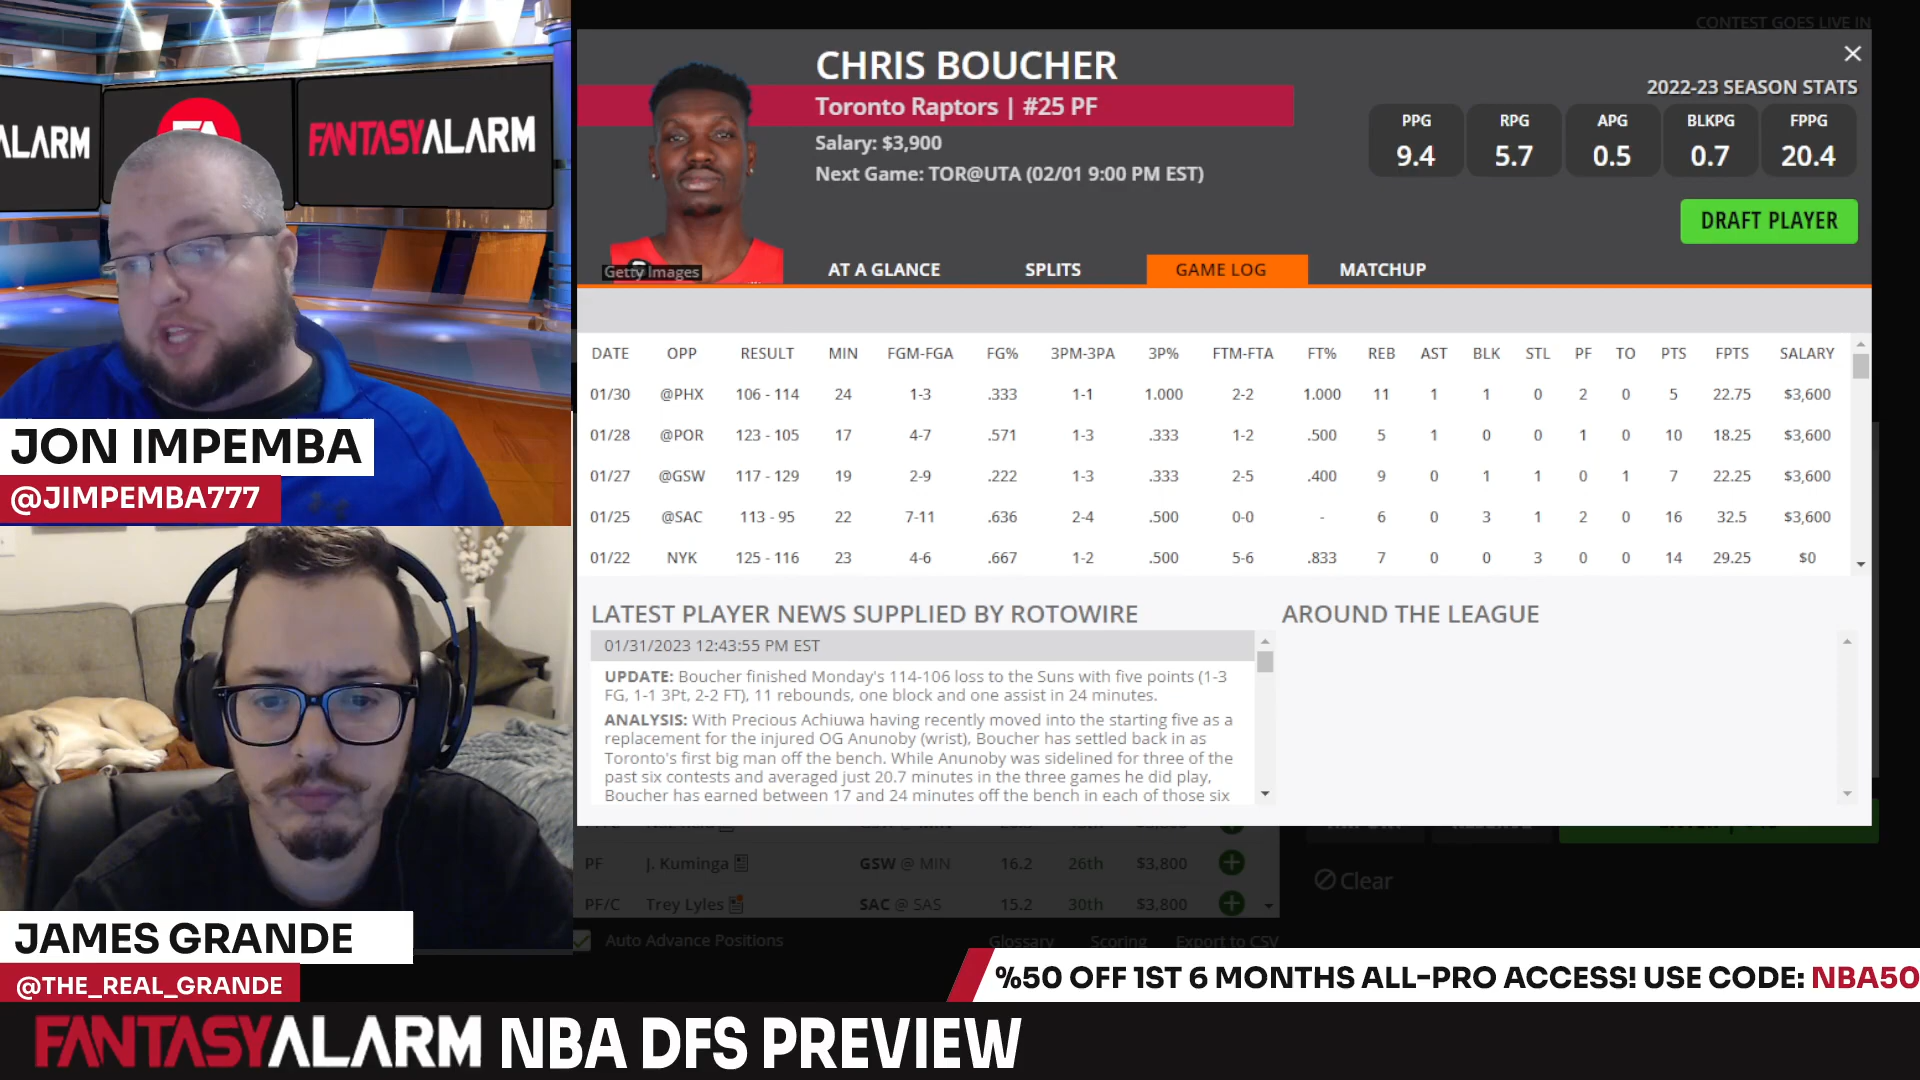 CONTEST GOES LIVE IN
ALARM
FANTASYALARM
CHRIS BOUCHER
Toronto Raptors | #25 PF
Salary: $3,900
Next Game: TOR@UTA (02/01 9:00 PM EST)
2022-23 SEASON STATS
PPG RPG APG BLKPG FPPG
9.4 5.7 0.5 0.7 20.4
DRAFT PLAYER
Getty Images
AT A GLANCE SPLITS GAME LOG MATCHUP
DATE OPP RESULT MIN FGM-FGA FG% 3PM-3PA 3P% FTM-FTA FT% REB AST BLK STL PF TO PTS FPTS SALARY
01/30 @PHX 106 - 114 24 1-3 .333 1-1 1.000 2-2 1.000 11 1 1 0 2 0 5 22.75 $3,600
01/28 @POR 123 - 105 17 4-7 .571 1-3 .333 1-2 .500 5 1 0 0 1 0 10 18.25 $3,600
01/27 @GSW 117 - 129 19 2-9 .222 1-3 .333 2-5 .400 9 0 1 1 0 1 7 22.25 $3,600
01/25 @SAC 113 - 95 22 7-11 .636 2-4 .500 0-0 - 6 0 3 1 2 0 16 32.5 $3,600
01/22 NYK 125 - 116 23 4-6 .667 1-2 .500 5-6 .833 7 0 0 3 0 0 14 29.25 $0
LATEST PLAYER NEWS SUPPLIED BY ROTOWIRE
01/31/2023 12:43:55 PM EST
UPDATE: Boucher finished Monday's 114-106 loss to the Suns with five points (1-3
FG, 1-1 3Pt, 2-2 FT), 11 rebounds, one block and one assist in 24 minutes.
ANALYSIS: With Precious Achiuwa having recently moved into the starting five as a
replacement for the injured OG Anunoby (wrist), Boucher has settled back in as
Toronto's first big man off the bench. While Anunoby was sidelined for three of the
past six contests and averaged just 20.7 minutes in the three games he did play,
Boucher has earned between 17 and 24 minutes off the bench in each of those six
AROUND THE LEAGUE
PF J. Kuminga GSW @ MIN 16.2 26th $3,800
PF/C Trey Lyles SAC @ SAS 15.2 30th $3,800
Clear
Auto Advance Positions
Glossary Scoring Export to CSV
JON IMPEMBA
@JIMPEMBA777
JAMES GRANDE
@THE_REAL_GRANDE
%50 OFF 1ST 6 MONTHS ALL-PRO ACCESS! USE CODE: NBA50
FANTASYALARM NBA DFS PREVIEW